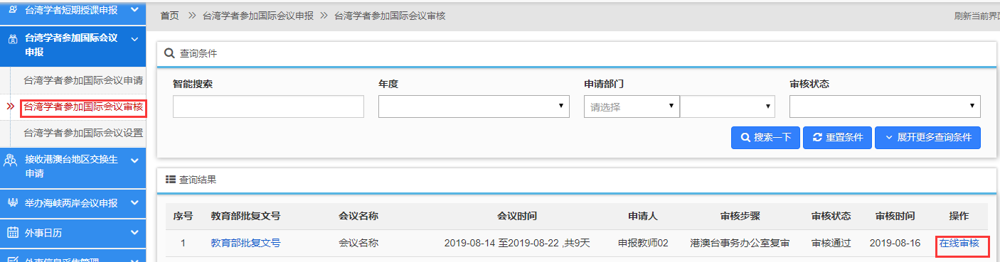 台湾学者短期授课申报
台湾学者参加国际会议
申报
台湾学者参加国际会议申请
台湾学者参加国际会议审核
台湾学者参加国际会议设置
接收港澳台地区交换生
申请
举办海峡两岸会议申报
外事日历
首页 台湾学者参加国际会议申报 台湾学者参加国际会议审核
刷新当前界
查询条件
智能搜索 年度 申请部门 审核状态
请选择
搜索一下 重置条件 展开更多查询条件
查询结果
序号 教育部批复文号 会议名称 会议时间 申请人 审核步骤 审核状态 审核时间 操作
1 教育部批复文号 会议名称 2019-08-14 至2019-08-22 ,共9天 申报教师02 港澳台事务办公室复审 审核通过 2019-08-16 在线审核